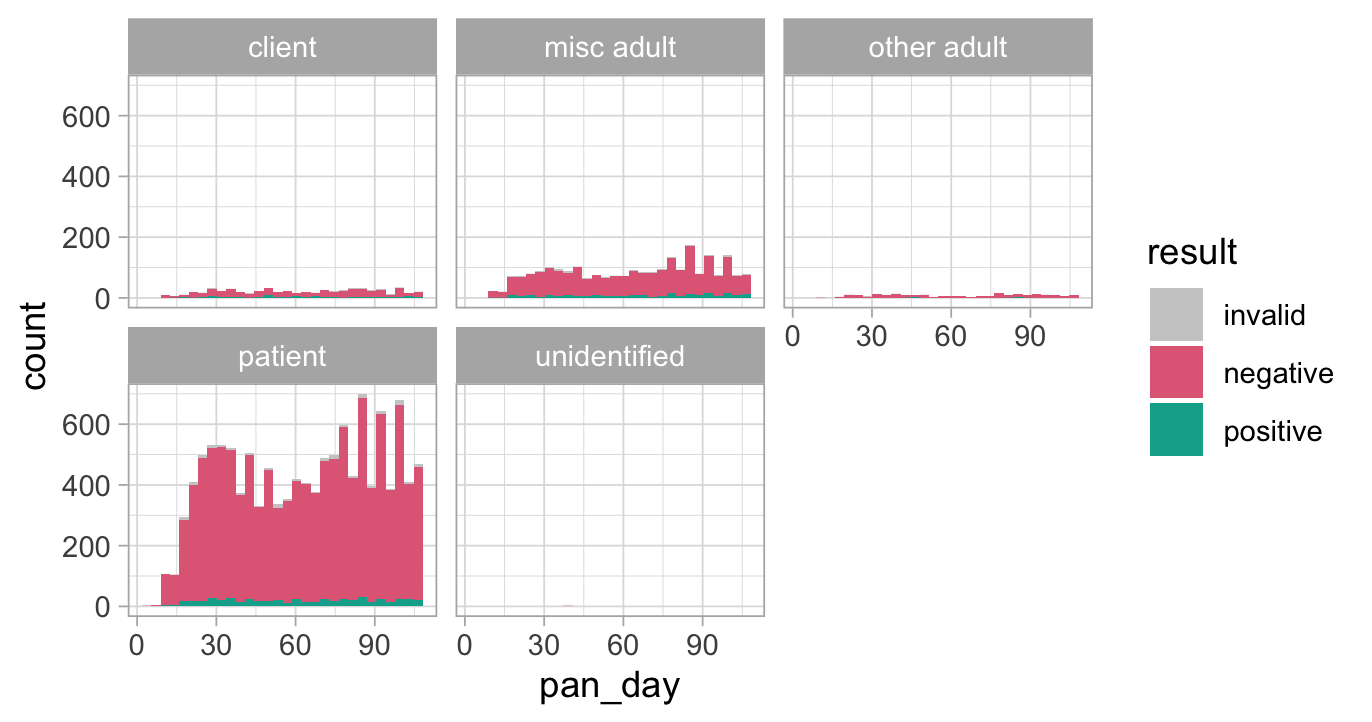 client
misc adult
other adult
600
400
200
0
0 30 60 90
patient
unidentified
600
400
200
0
0 30 60 90
0 30 60 90
count
pan_day
result
invalid
negative
positive